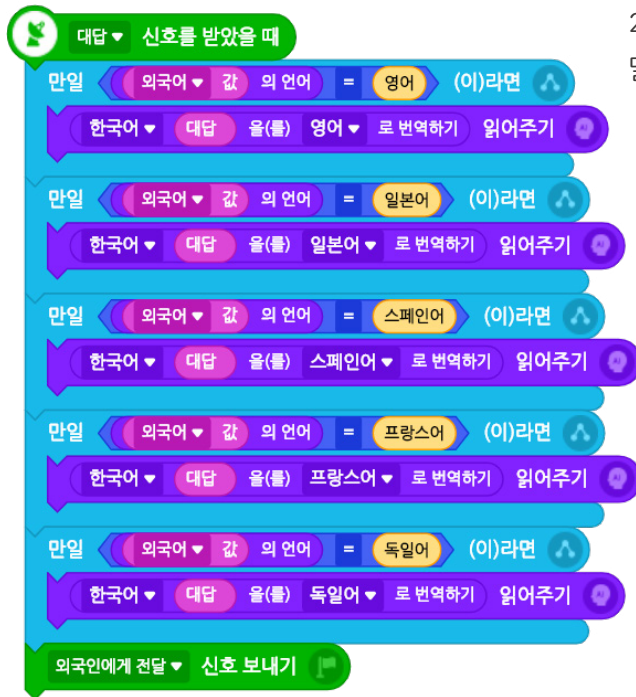 대답 ▼ 신호를 받았을 때
만일 외국어 ▼ 값 의 언어 = 영어 (이)라면
한국어 ▼ 대답 을(를) 영어 ▼ 로 번역하기 읽어주기
만일 외국어 ▼ 값 의 언어 = 일본어 (이)라면
한국어 ▼ 대답 을(를) 일본어 ▼ 로 번역하기 읽어주기
만일 외국어 ▼ 값 의 언어 = 스페인어 (이)라면
한국어 ▼ 대답 을(를) 스페인어 ▼ 로 번역하기 읽어주기
만일 외국어 ▼ 값 의 언어 = 프랑스어 (이)라면
한국어 ▼ 대답 을(를) 프랑스어 ▼ 로 번역하기 읽어주기
만일 외국어 ▼ 값 의 언어 = 독일어 (이)라면
한국어 ▼ 대답 을(를) 독일어 ▼ 로 번역하기 읽어주기
외국인에게 전달 ▼ 신호 보내기